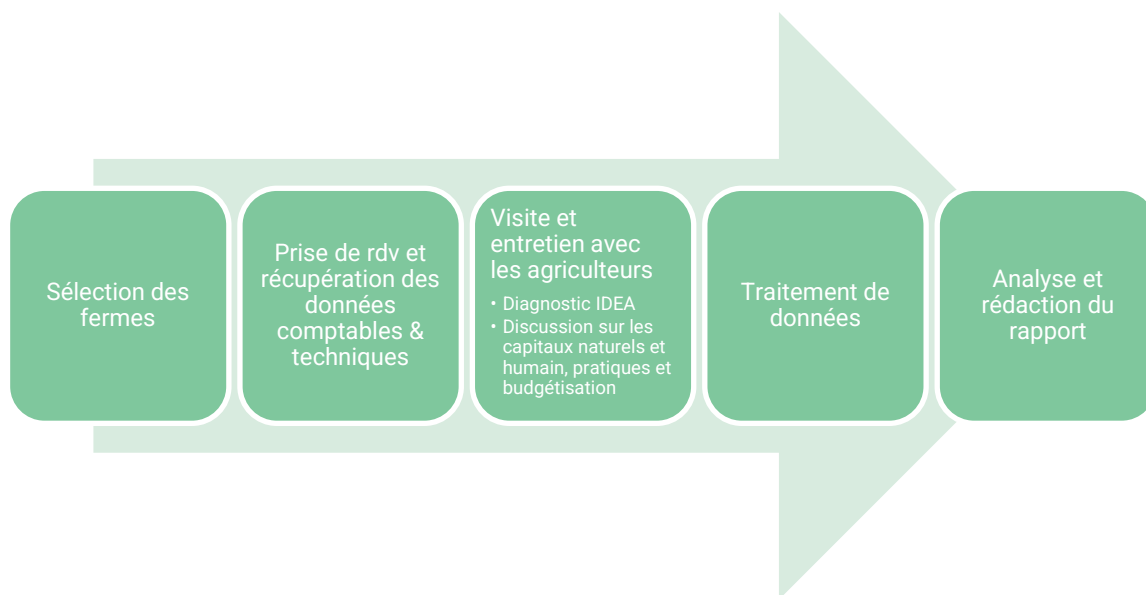 Sélection des
fermes
Prise de rdv et
récupération des
données
comptables &
techniques
Visite et
entretien avec
les agriculteurs
• Diagnostic IDEA
• Discussion sur les
capitaux naturels et
humain, pratiques et
budgétisation
Traitement de
données
Analyse et
rédaction du
rapport